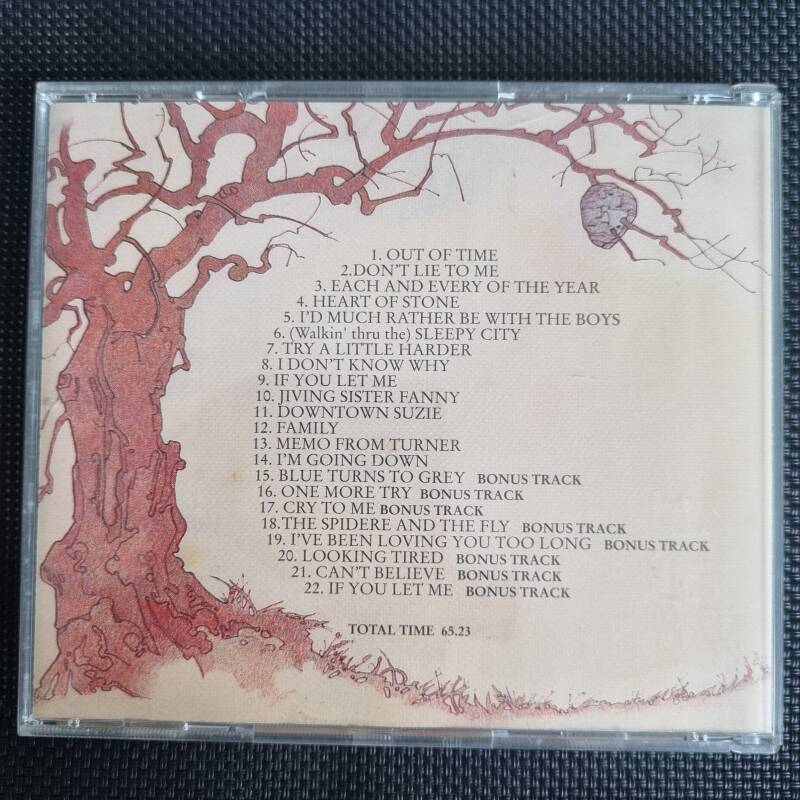 1. OUT OF TIME
2.DON'T LIE TO ME
3. EACH AND EVERY OF THE YEAR
4. HEART OF STONE
5. I'D MUCH RATHER BE WITH THE BOYS
6. (Walkin' thru the) SLEEPY CITY
7. TRY A LITTLE HARDER
8. I DON'T KNOW WHY
9. IF YOU LET ME
10. JIVING SISTER FANNY
11. DOWNTOWN SUZIE
12. FAMILY
13. MEMO FROM TURNER
14. I'M GOING DOWN
15. BLUE TURNS TO GREY BONUS TRACK
16. ONE MORE TRY BONUS TRACK
17. CRY TO ME BONUS TRACK
18.THE SPIDERE AND THE FLY BONUS TRACK
19. I'VE BEEN LOVING YOU TOO LONG BONUS TRACK
20. LOOKING TIRED BONUS TRACK
21. CAN'T BELIEVE BONUS TRACK
22. IF YOU LET ME BONUS TRACK
TOTAL TIME 65.23